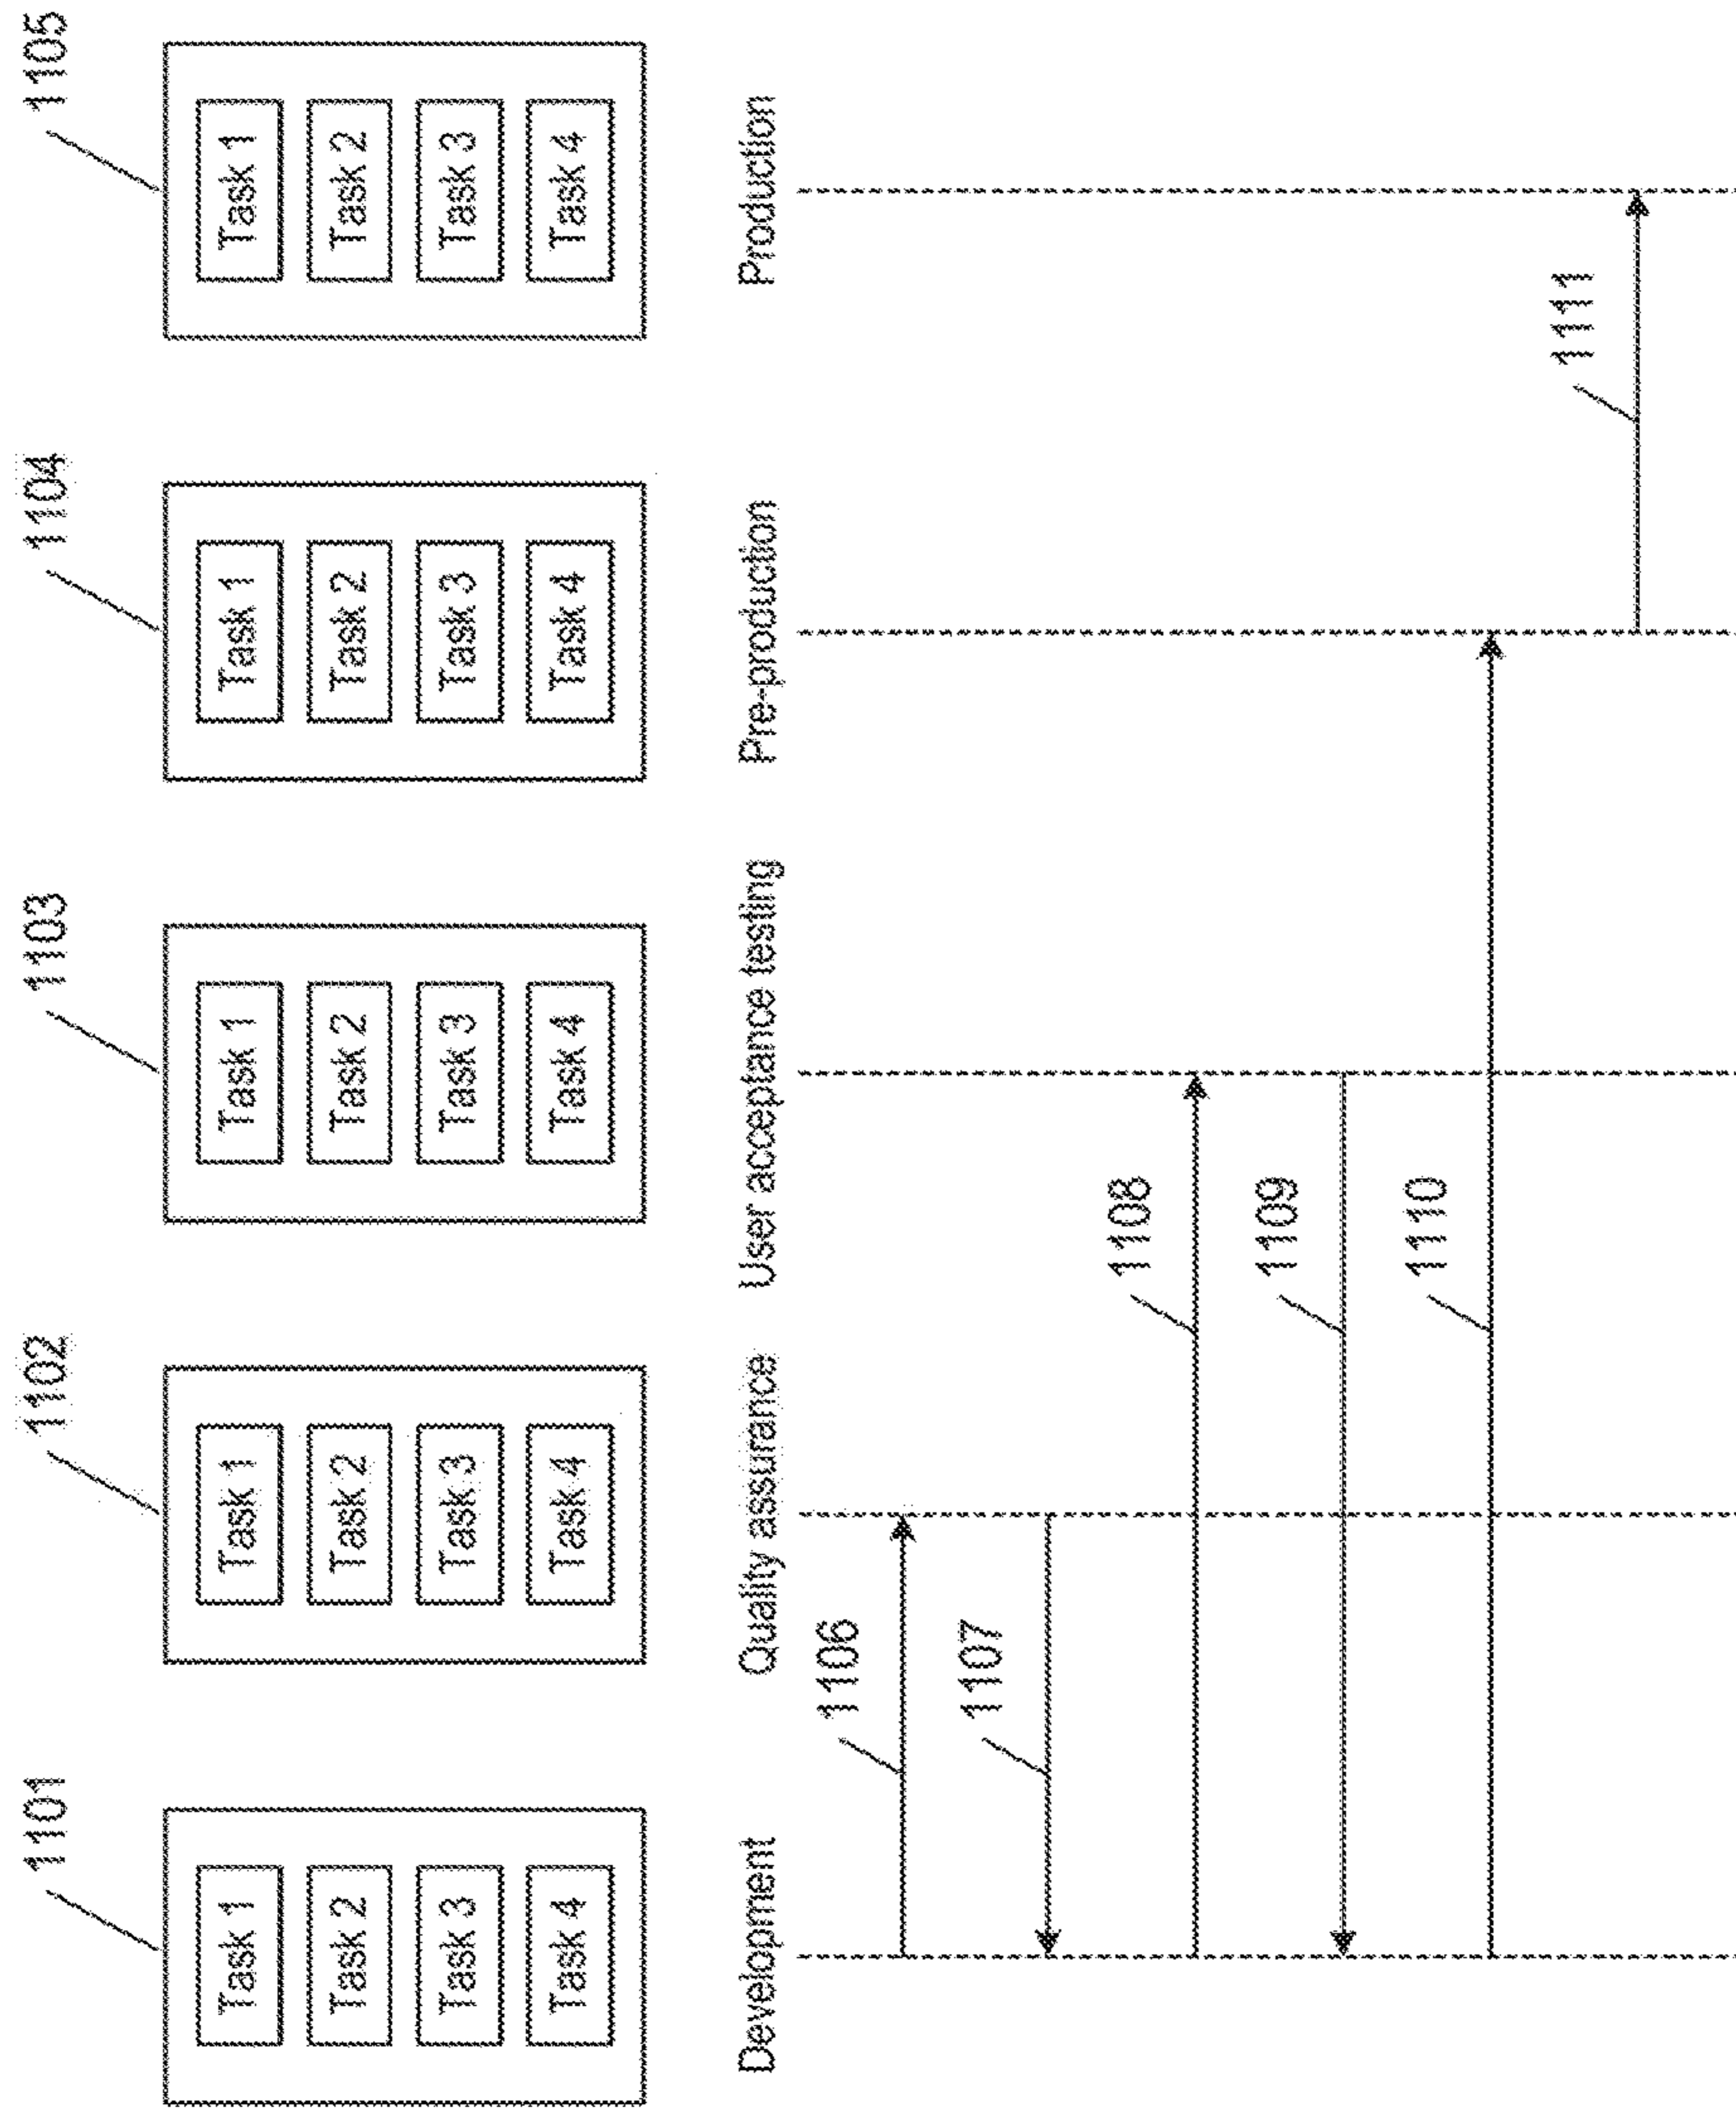 1101
1102
1103
1104
1105
Task 1
Task 1
Task 1
Task 1
Task 1
Task 2
Task 2
Task 2
Task 2
Task 2
Task 3
Task 3
Task 3
Task 3
Task 3
Task 4
Task 4
Task 4
Task 4
Task 4
Development
Quality assurance
User acceptance testing
Pre-production
Production
1106
1107
1108
1109
1110
1111